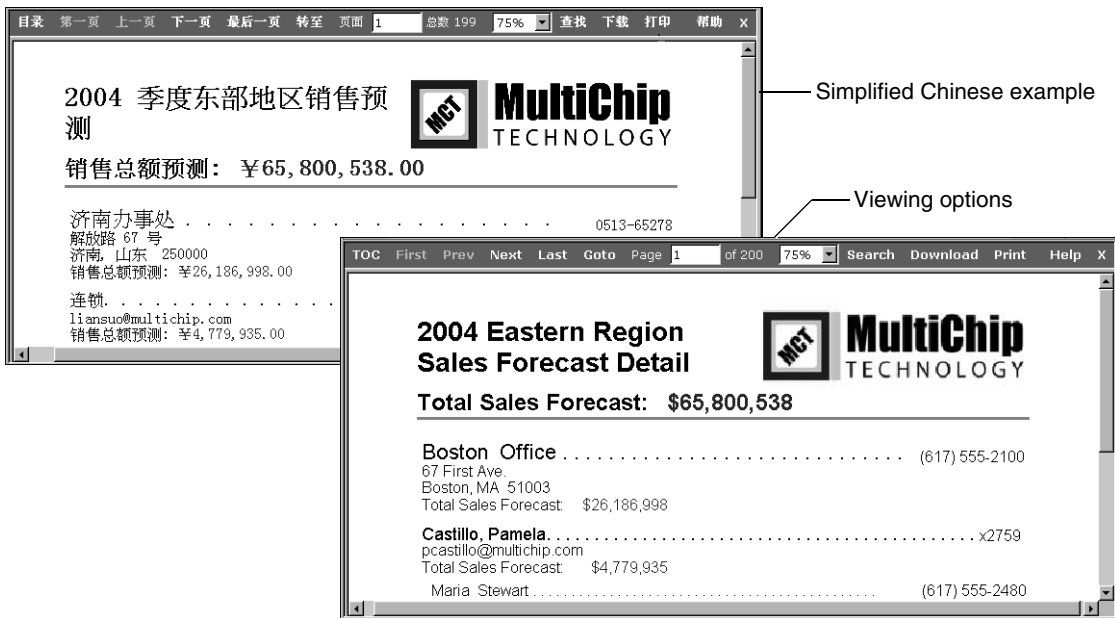 目录 第一页 上一页 下一页 最后一页 转至 页面 1 总数 199 75% 查找 下载 打印 帮助 X
2004 季度东部地区销售预
测
MCT MultiChip
TECHNOLOGY
销售总额预测: ¥65,800,538.00
济南办事处 . . . . . . . . . . . . . . . . . . . . . 0513-65278
解放路 67 号
济南, 山东 250000
销售总额预测: ¥26,186,998.00
连锁. . . . . . . . . . . . . .
liansuo@multichip.com
销售总额预测: ¥4,779,935.00
Simplified Chinese example
Viewing options
TOC First Prev Next Last Goto Page 1 of 200 75% Search Download Print Help X
2004 Eastern Region
Sales Forecast Detail
MCT MultiChip
TECHNOLOGY
Total Sales Forecast: $65,800,538
Boston Office . . . . . . . . . . . . . . . . . . . . . . . . . . . . . . . (617) 555-2100
67 First Ave.
Boston, MA 51003
Total Sales Forecast: $26,186,998
Castillo, Pamela. . . . . . . . . . . . . . . . . . . . . . . . . . . . . . . . . . . . . . . . . . . x2759
pcastillo@multichip.com
Total Sales Forecast: $4,779,935
Maria Stewart . . . . . . . . . . . . . . . . . . . . . . . . . . . . . . . . . . . . . . . . . . (617) 555-2480